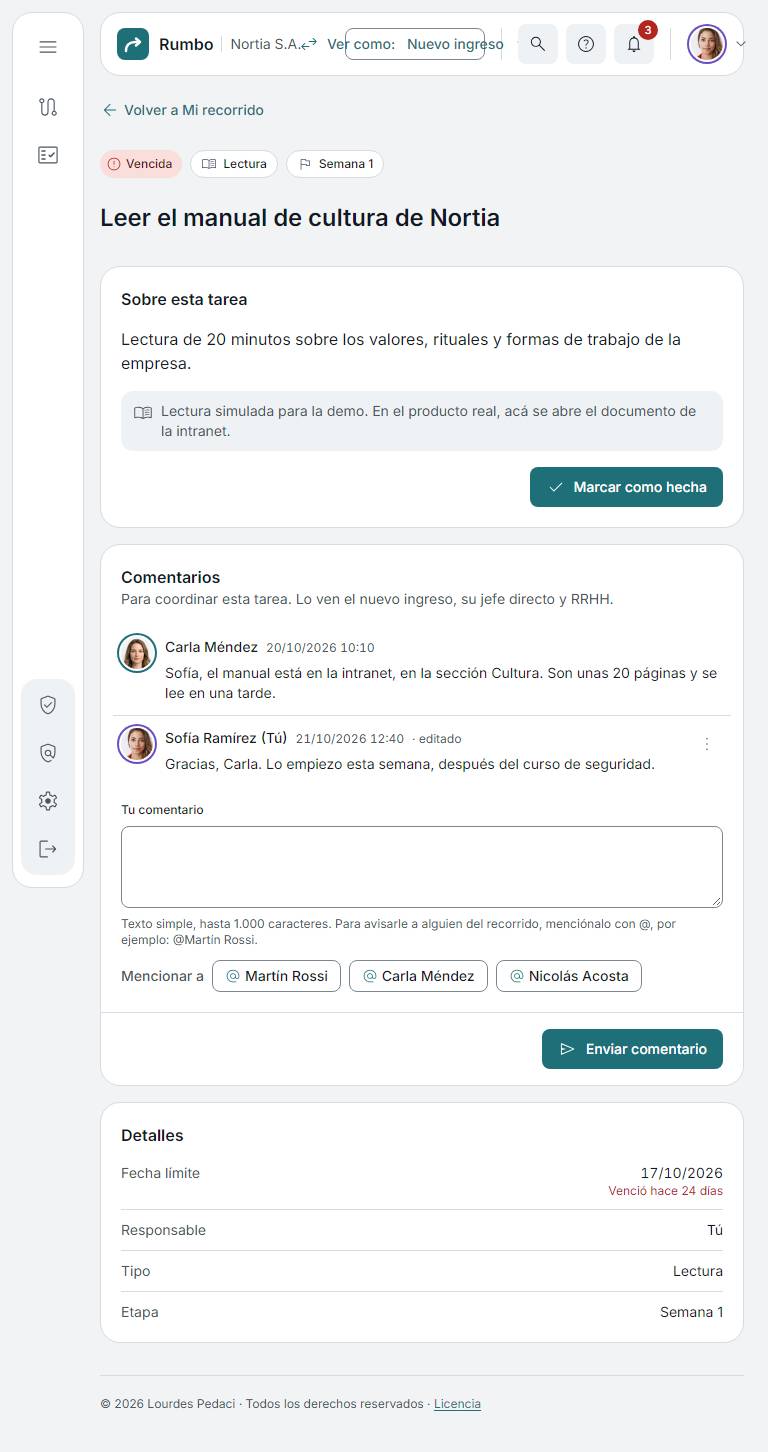 Rumbo
Nortia S.A.
Ver como: Nuevo ingreso
3
Volver a Mi recorrido
Vencida
Lectura
Semana 1
Leer el manual de cultura de Nortia
Sobre esta tarea
Lectura de 20 minutos sobre los valores, rituales y formas de trabajo de la
empresa.
Lectura simulada para la demo. En el producto real, acá se abre el documento de
la intranet.
Marcar como hecha
Comentarios
Para coordinar esta tarea. Lo ven el nuevo ingreso, su jefe directo y RRHH.
Carla Méndez 20/10/2026 10:10
Sofía, el manual está en la intranet, en la sección Cultura. Son unas 20 páginas y se
lee en una tarde.
Sofía Ramírez (Tú) 21/10/2026 12:40 · editado
Gracias, Carla. Lo empiezo esta semana, después del curso de seguridad.
Tu comentario
Texto simple, hasta 1.000 caracteres. Para avisarle a alguien del recorrido, menciónalo con @, por
ejemplo: @Martín Rossi.
Mencionar a @ Martín Rossi @ Carla Méndez @ Nicolás Acosta
Enviar comentario
Detalles
Fecha límite 17/10/2026
Venció hace 24 días
Responsable Tú
Tipo Lectura
Etapa Semana 1
© 2026 Lourdes Pedaci · Todos los derechos reservados · Licencia